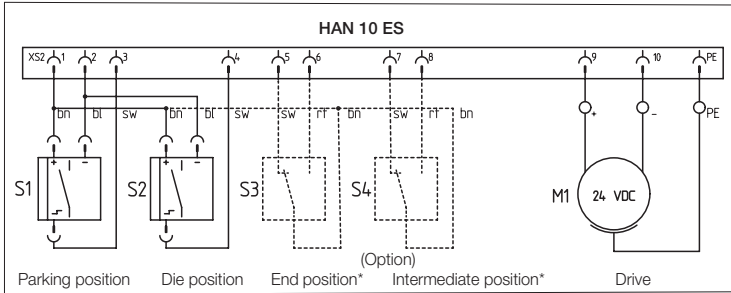 HAN 10 ES
XS2 1 2 3 4 5 6 7 8 9 10 PE
bn bl sw bn bl sw sw rt bn sw rt bn + - PE
+ - + -
S1 S2 S3 S4 M1 24 VDC
(Option)
Parking position Die position End position* Intermediate position* Drive